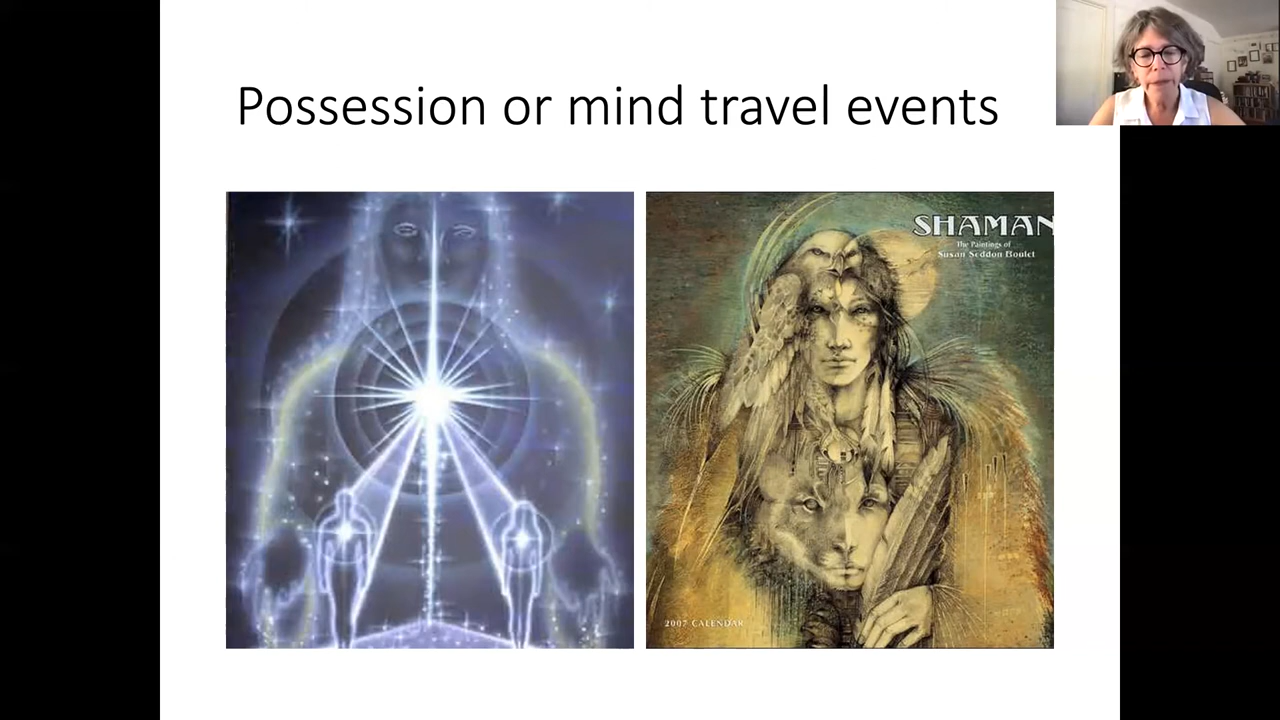 Possession or mind travel events
SHAMAN
The Paintings of
Susan Seddon Boulet
2007 CALENDAR